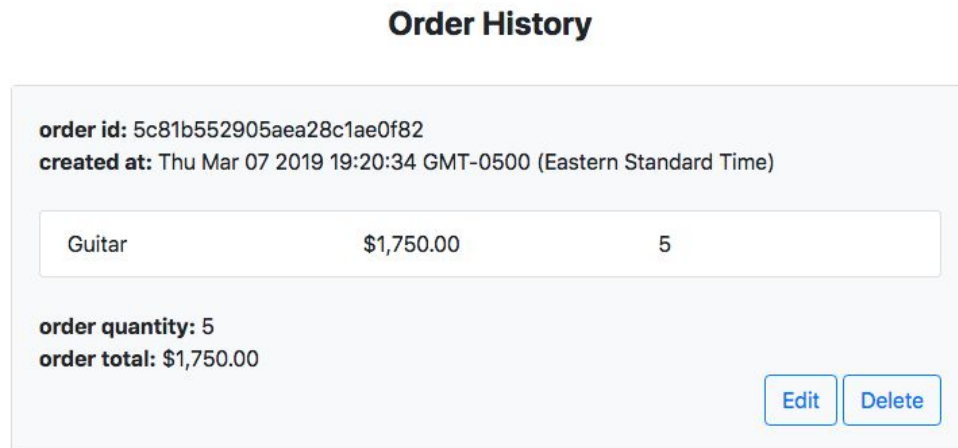 Order History
order id: 5c81b552905aea28c1ae0f82
created at: Thu Mar 07 2019 19:20:34 GMT-0500 (Eastern Standard Time)
Guitar $1,750.00 5
order quantity: 5
order total: $1,750.00
Edit Delete